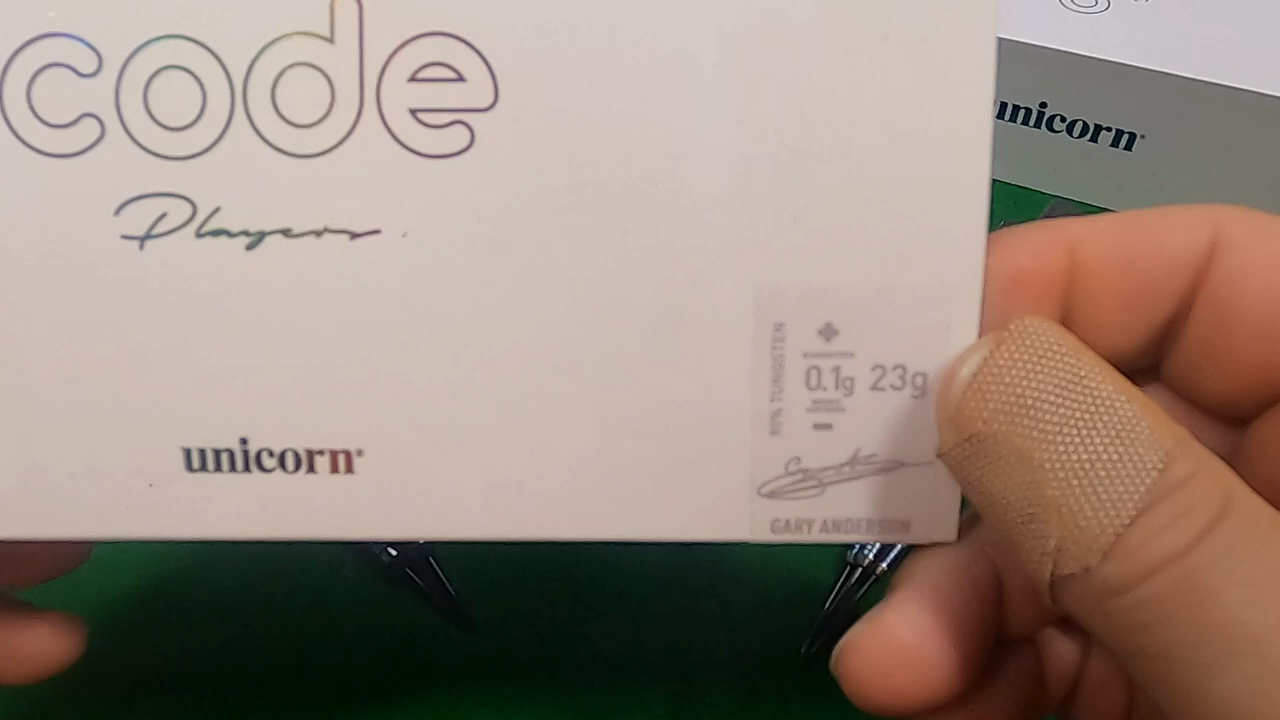 code
Players.
unicorn
unicorn
90% TUNGSTEN
0.1g 23g
GARY ANDERSON